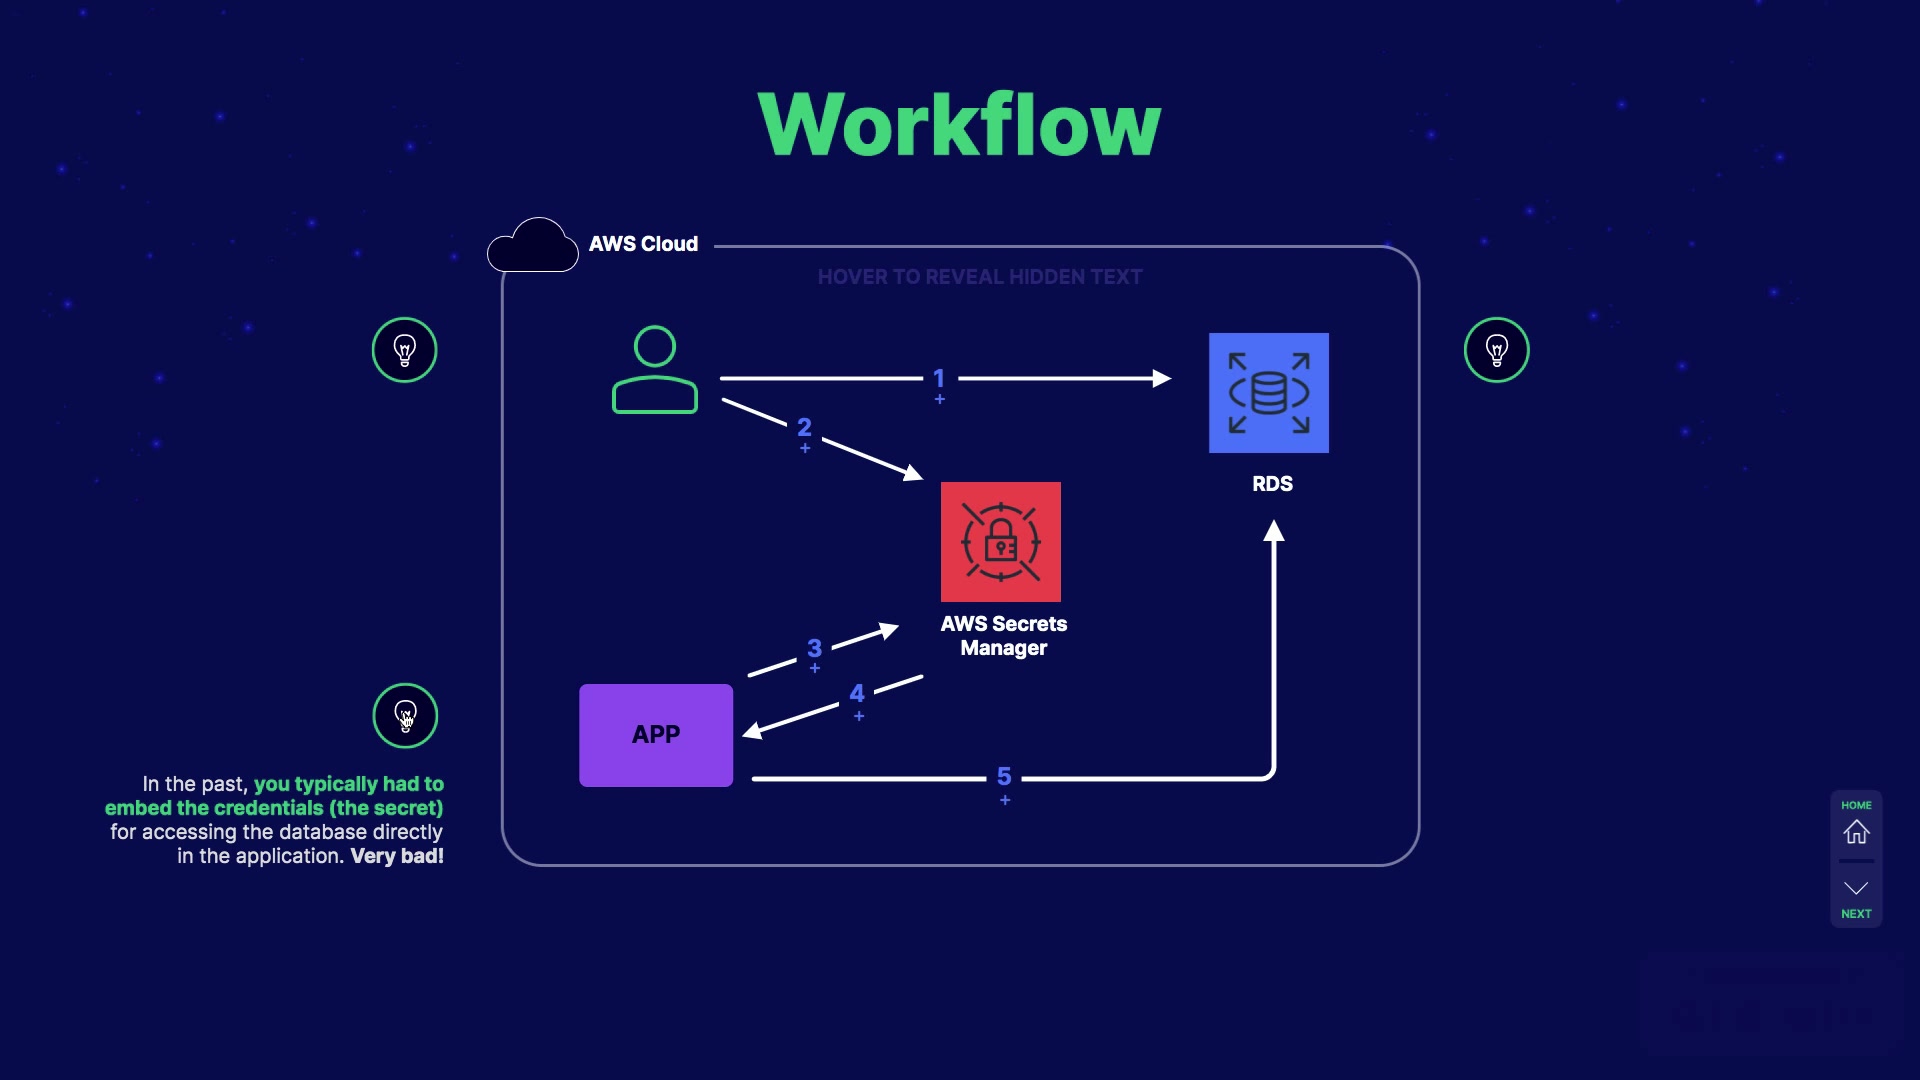 Workflow
AWS Cloud
HOVER TO REVEAL HIDDEN TEXT
1
+
2
+
RDS
AWS Secrets
Manager
3
+
4
+
APP
5
+
In the past, you typically had to
embed the credentials (the secret)
for accessing the database directly
in the application. Very bad!
HOME
NEXT